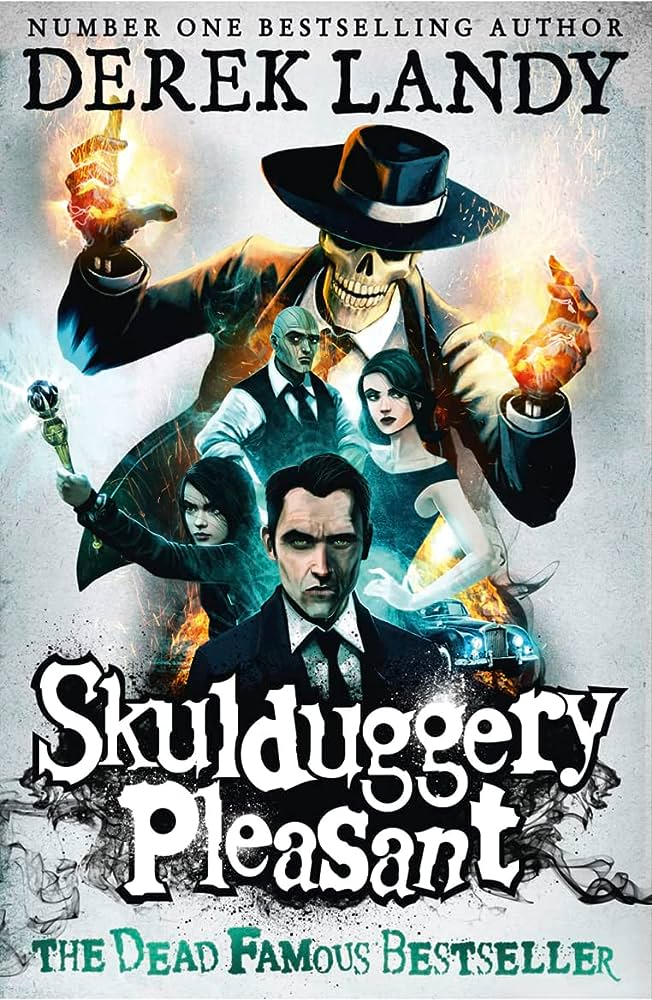 NUMBER ONE BESTSELLING AUTHOR
DEREK LANDY
Skulduggery
Pleasant
THE DEAD FAMOUS BESTSELLER